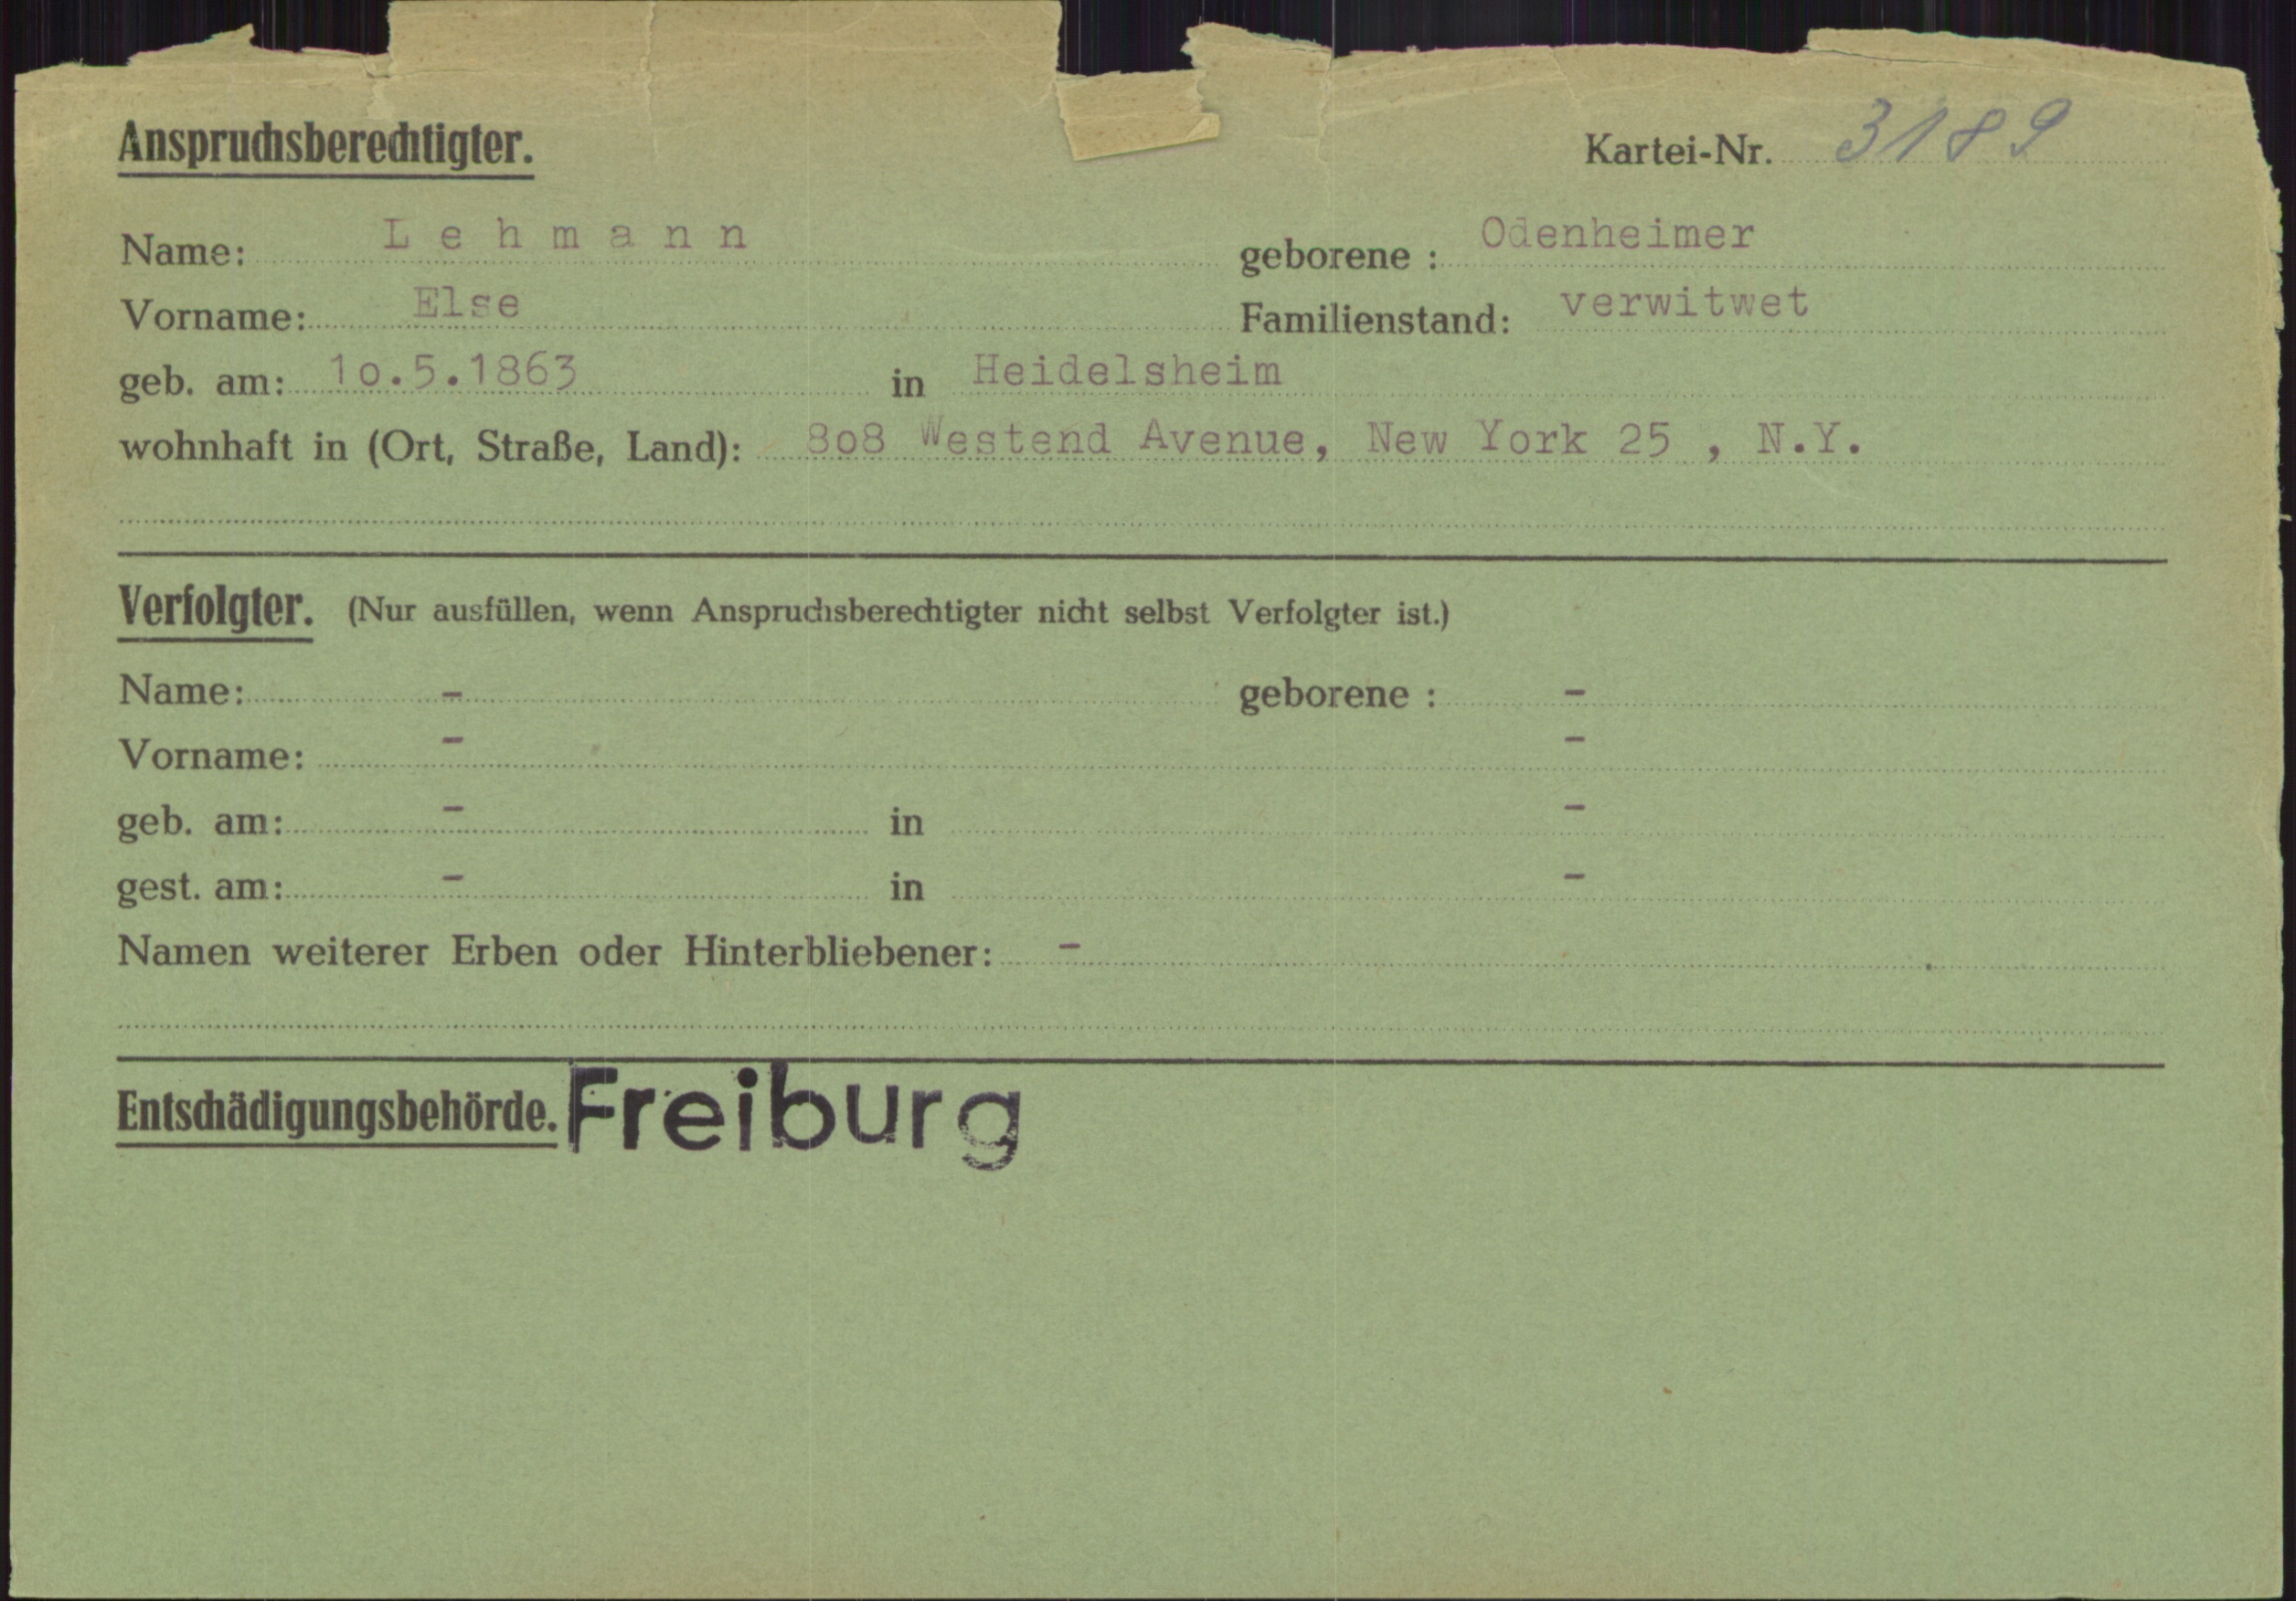 Anspruchsberechtigter.
Kartei-Nr. 3189
Name: Lehmann geborene : Odenheimer
Vorname: Else Familienstand: verwitwet
geb. am: 1o.5.1863 in Heidelsheim
wohnhaft in (Ort, Straße, Land): 8o8 Westend Avenue, New York 25 , N.Y.
Verfolgter. (Nur ausfüllen, wenn Anspruchsberechtigter nicht selbst Verfolgter ist.)
Name: - geborene : -
Vorname: - -
geb. am: - in -
gest. am: - in -
Namen weiterer Erben oder Hinterbliebener: -
Entschädigungsbehörde. Freiburg